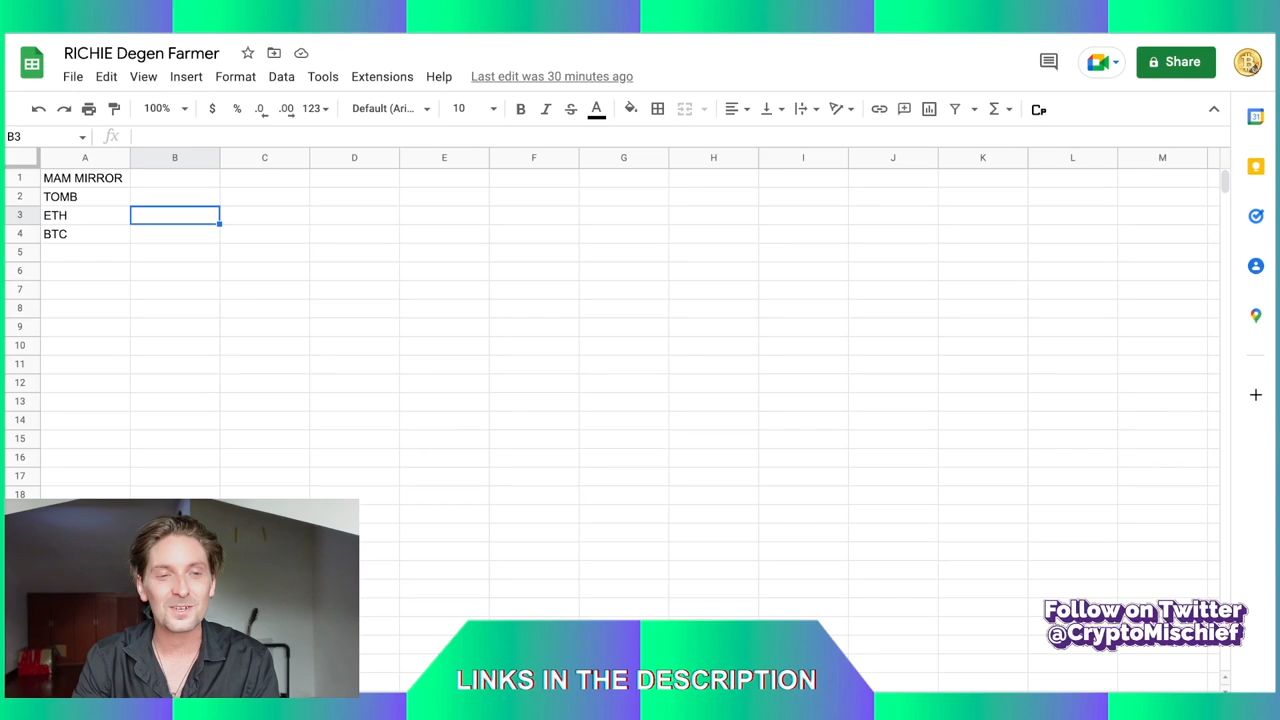 RICHIE Degen Farmer
File Edit View Insert Format Data Tools Extensions Help Last edit was 30 minutes ago
Share
100% $ % .0 .00 123 Default (Ari... 10 B I S A
B3 fx
A B C D E F G H I J K L M
1 MAM MIRROR
2 TOMB
3 ETH
4 BTC
5
6
7
8
9
10
11
12
13
14
15
16
17
18
Follow on Twitter
@CryptoMischief
LINKS IN THE DESCRIPTION